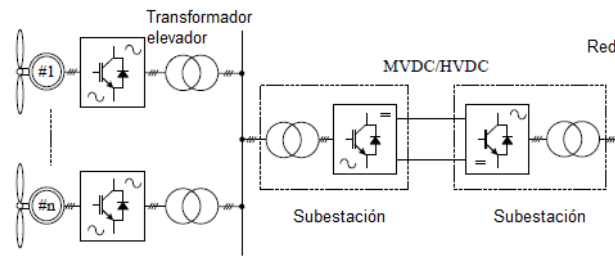 Transformador
elevador
Red
MVDC/HVDC
#1
#n
Subestación
Subestación